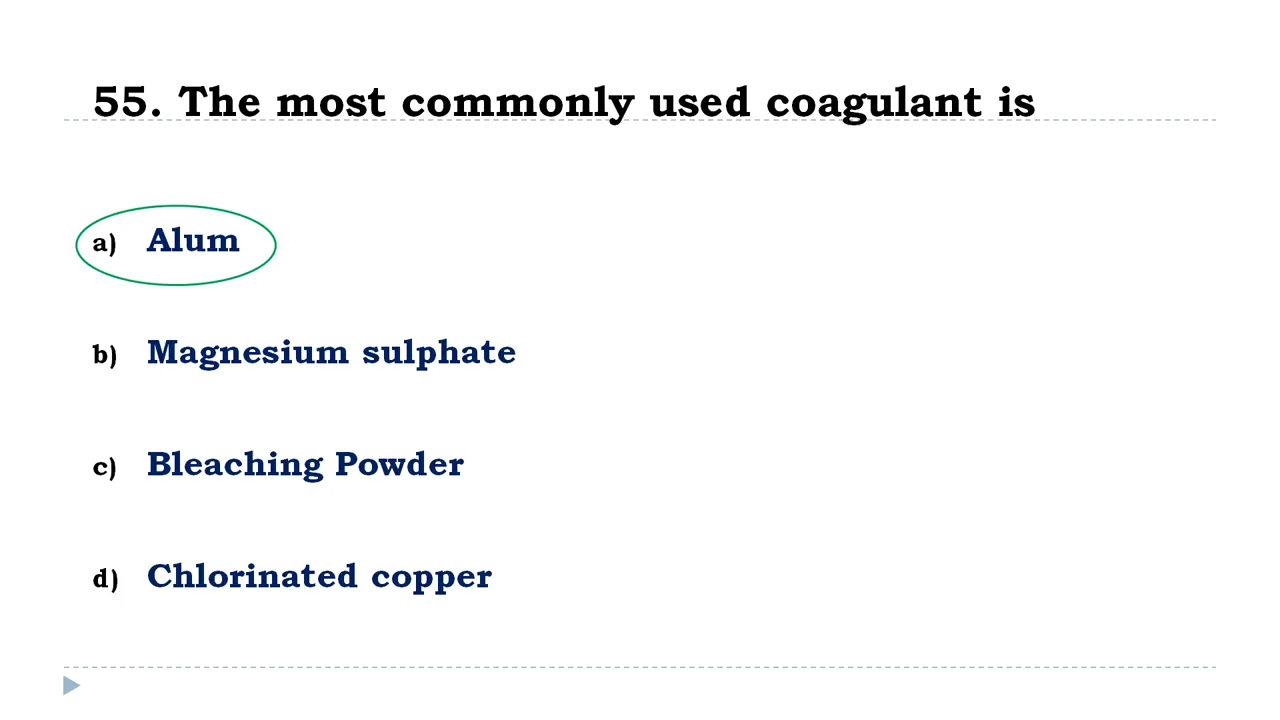 55. The most commonly used coagulant is
a) Alum
b) Magnesium sulphate
c) Bleaching Powder
d) Chlorinated copper